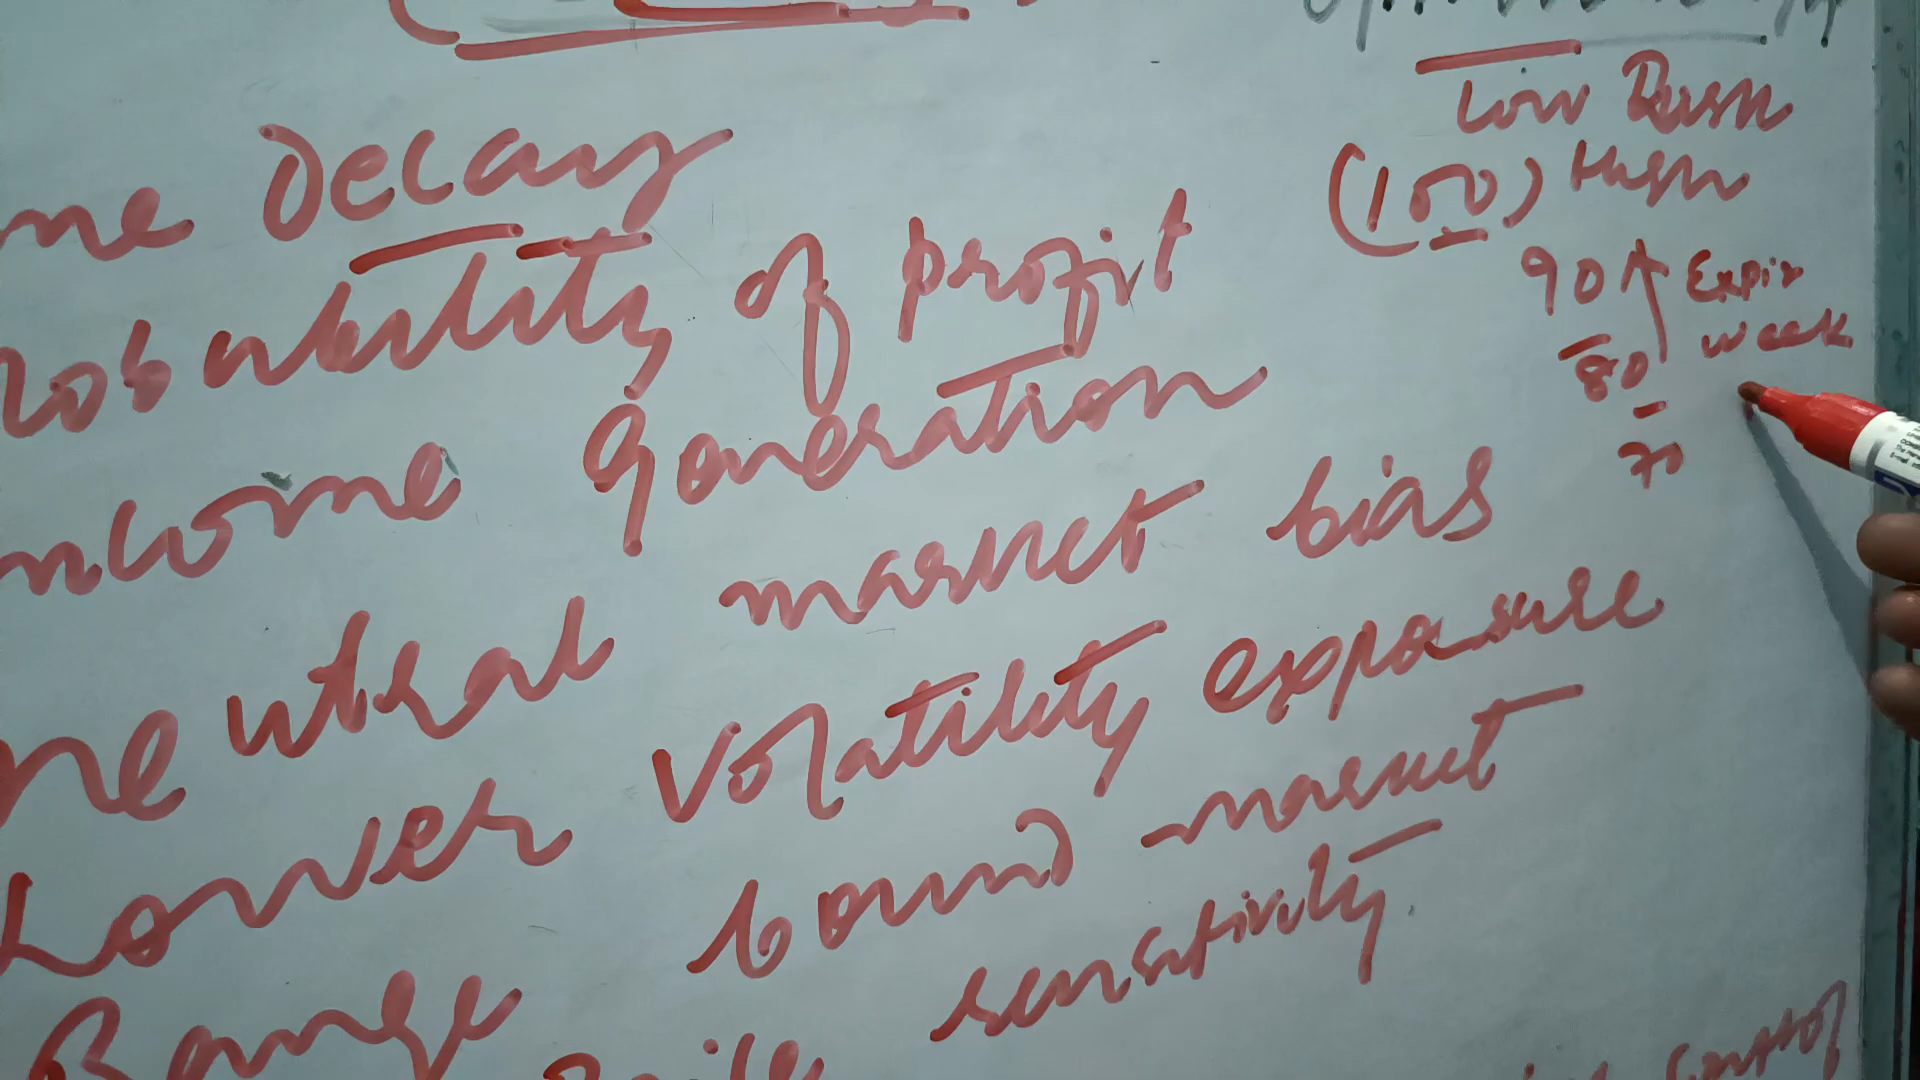 me Decay
robability of profit
ncome Generation
neutral market bias
Lower volatility exposure
Range bound market
sensitivity
Low Risk
(100) High
90 Expir
80 week
70